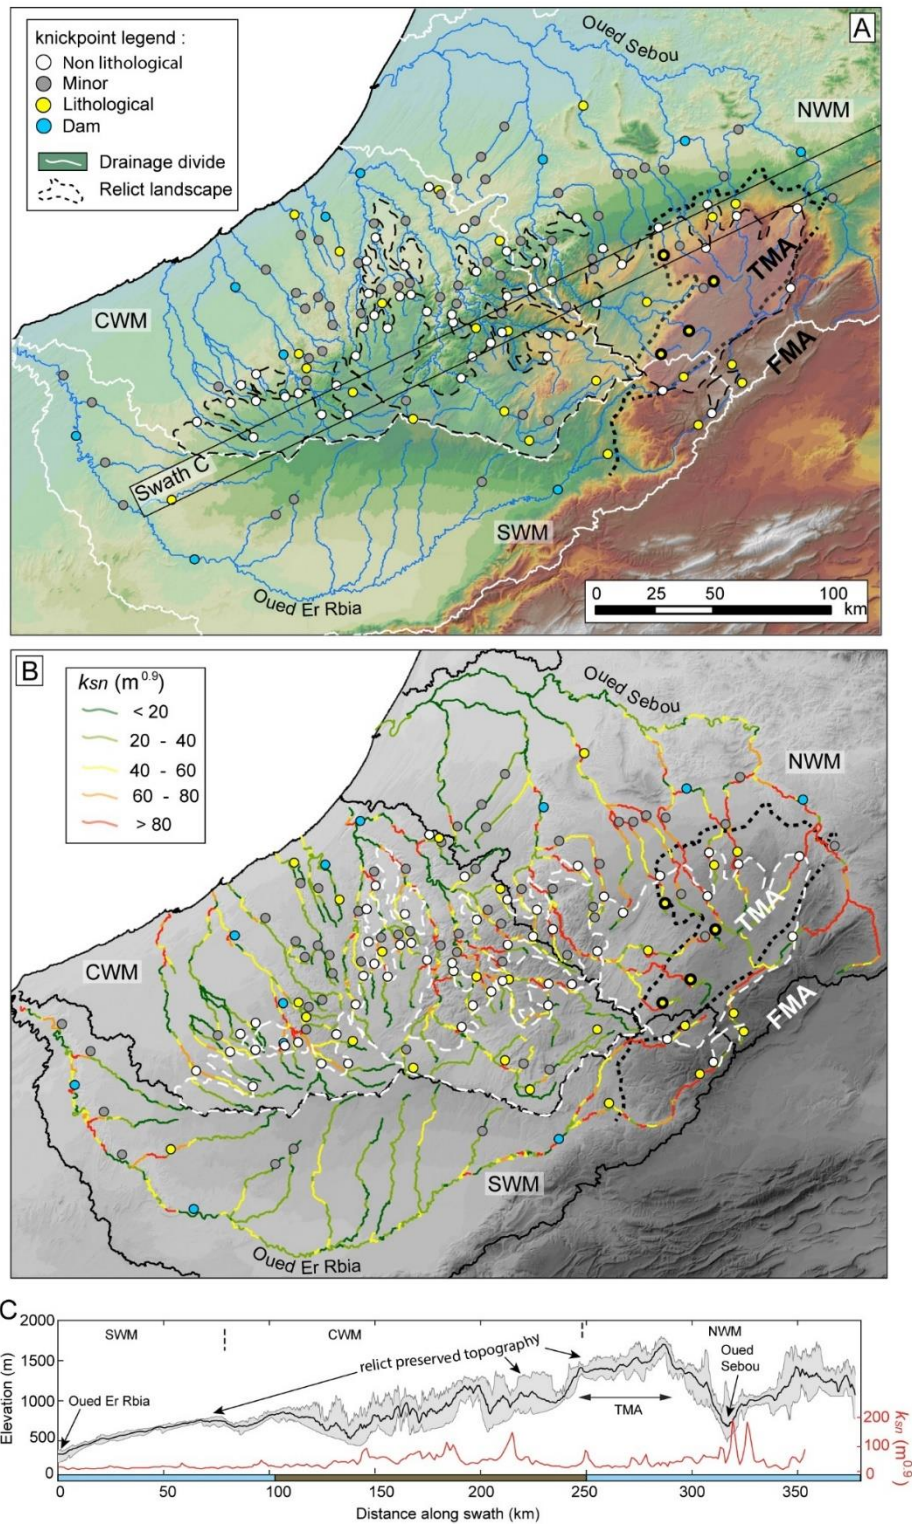 A
knickpoint legend :
Non lithological
Minor
Lithological
Dam
Drainage divide
Relict landscape
Oued Sebou
NWM
TMA
FMA
CWM
Swath C
SWM
Oued Er Rbia
0 25 50 100
km
B
ksn (m0.9)
< 20
20 - 40
40 - 60
60 - 80
> 80
Oued Sebou
NWM
TMA
FMA
CWM
SWM
Oued Er Rbia
C
2000
1500
1000
500
0
Elevation (m)
SWM
CWM
NWM
relict preserved topography
Oued
Sebou
Oued Er Rbia
TMA
200
100
0
ksn (m0.9)
0 50 100 150 200 250 300 350
Distance along swath (km)